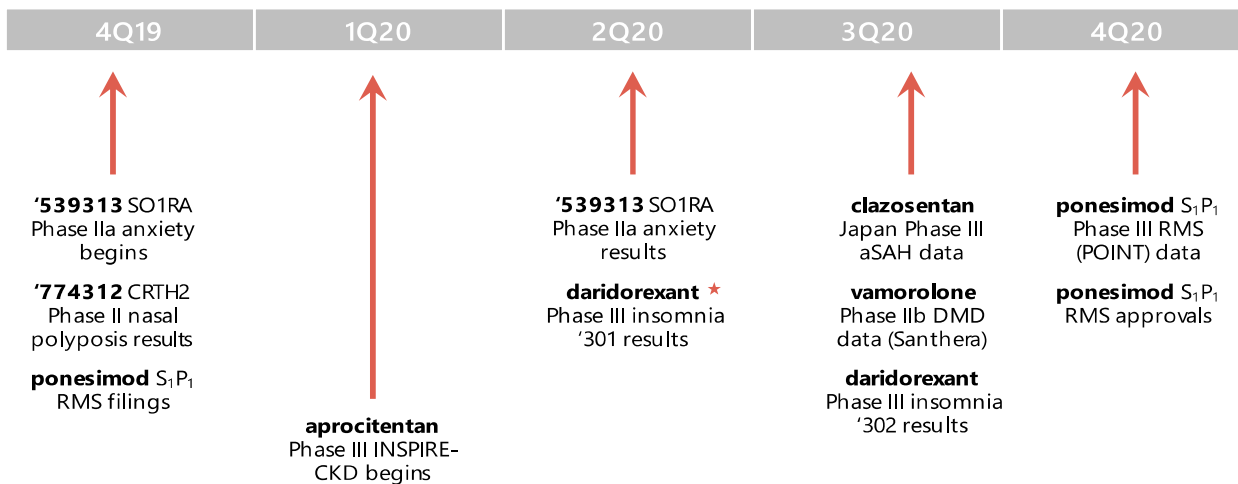 4Q19
1Q20
2Q20
3Q20
4Q20
‘539313 SO1RA
Phase IIa anxiety
begins
‘774312 CRTH2
Phase II nasal
polyposis results
ponesimod S₁P₁
RMS filings
aprocitentan
Phase III INSPIRE-
CKD begins
‘539313 SO1RA
Phase IIa anxiety
results
daridorexant ★
Phase III insomnia
‘301 results
clazosentan
Japan Phase III
aSAH data
vamorolone
Phase IIb DMD
data (Santhera)
daridorexant
Phase III insomnia
‘302 results
ponesimod S₁P₁
Phase III RMS
(POINT) data
ponesimod S₁P₁
RMS approvals